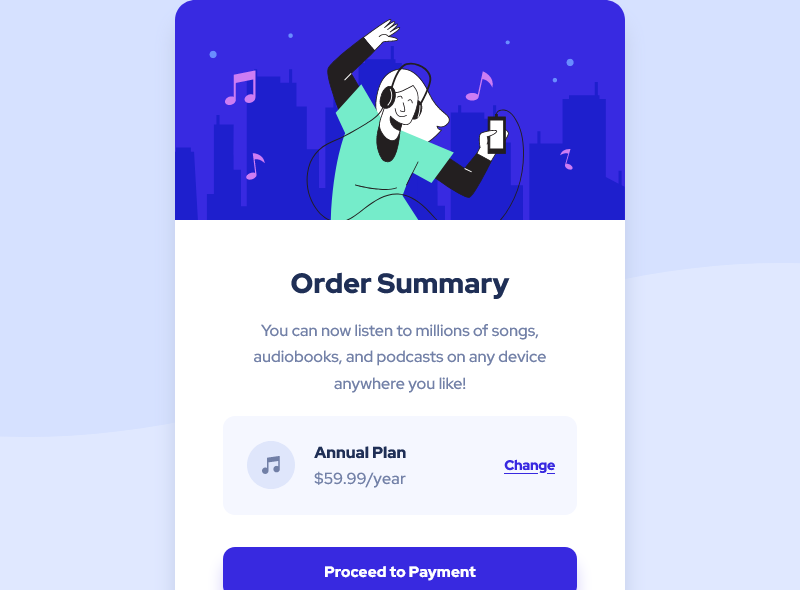 Order Summary
You can now listen to millions of songs,
audiobooks, and podcasts on any device
anywhere you like!
Annual Plan
$59.99/year
Change
Proceed to Payment